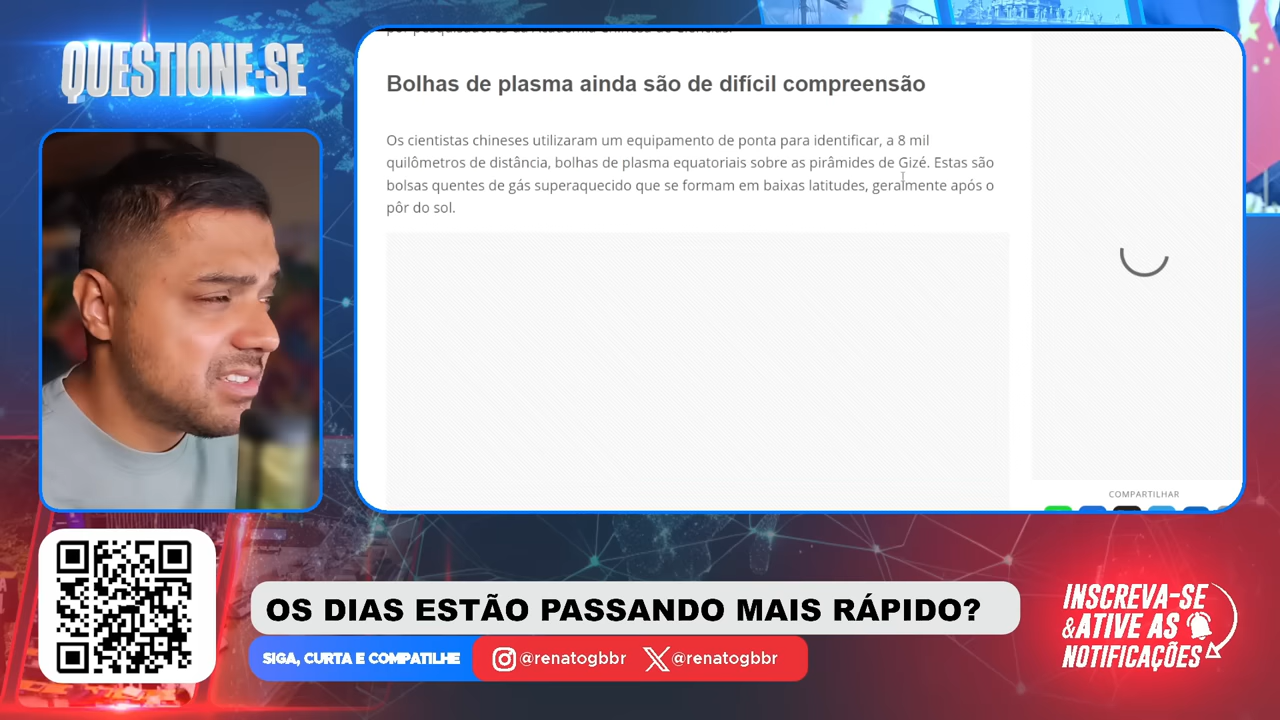 QUESTIONE-SE
Bolhas de plasma ainda são de difícil compreensão
Os cientistas chineses utilizaram um equipamento de ponta para identificar, a 8 mil
quilômetros de distância, bolhas de plasma equatoriais sobre as pirâmides de Gizé. Estas são
bolsas quentes de gás superaquecido que se formam em baixas latitudes, geralmente após o
pôr do sol.
COMPARTILHAR
OS DIAS ESTÃO PASSANDO MAIS RÁPIDO?
SIGA, CURTA E COMPATILHE
@renatogbbr
@renatogbbr
INSCREVA-SE
&ATIVE AS
NOTIFICAÇÕES